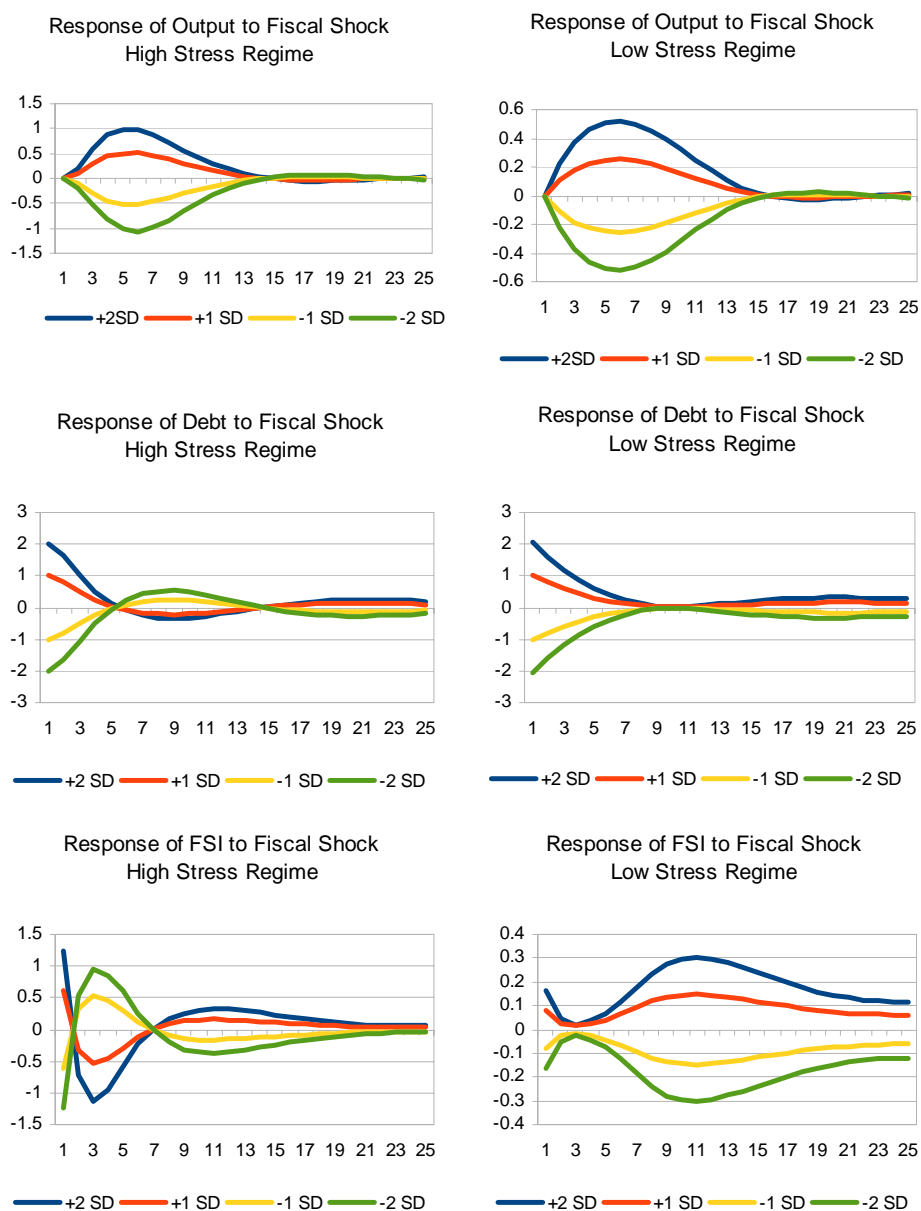 Response of Output to Fiscal Shock
High Stress Regime
1.5
1
0.5
0
-0.5
-1
-1.5
1 3 5 7 9 11 13 15 17 19 21 23 25
+2SD +1 SD -1 SD -2 SD
Response of Output to Fiscal Shock
Low Stress Regime
0.6
0.4
0.2
0
-0.2
-0.4
-0.6
1 3 5 7 9 11 13 15 17 19 21 23 25
+2SD +1 SD -1 SD -2 SD
Response of Debt to Fiscal Shock
High Stress Regime
3
2
1
0
-1
-2
-3
1 3 5 7 9 11 13 15 17 19 21 23 25
+2 SD +1 SD -1 SD -2 SD
Response of Debt to Fiscal Shock
Low Stress Regime
3
2
1
0
-1
-2
-3
1 3 5 7 9 11 13 15 17 19 21 23 25
+2 SD +1 SD -1 SD -2 SD
Response of FSI to Fiscal Shock
High Stress Regime
1.5
1
0.5
0
-0.5
-1
-1.5
1 3 5 7 9 11 13 15 17 19 21 23 25
+2 SD +1 SD -1 SD -2 SD
Response of FSI to Fiscal Shock
Low Stress Regime
0.4
0.3
0.2
0.1
0
-0.1
-0.2
-0.3
-0.4
1 3 5 7 9 11 13 15 17 19 21 23 25
+2 SD +1 SD -1 SD -2 SD